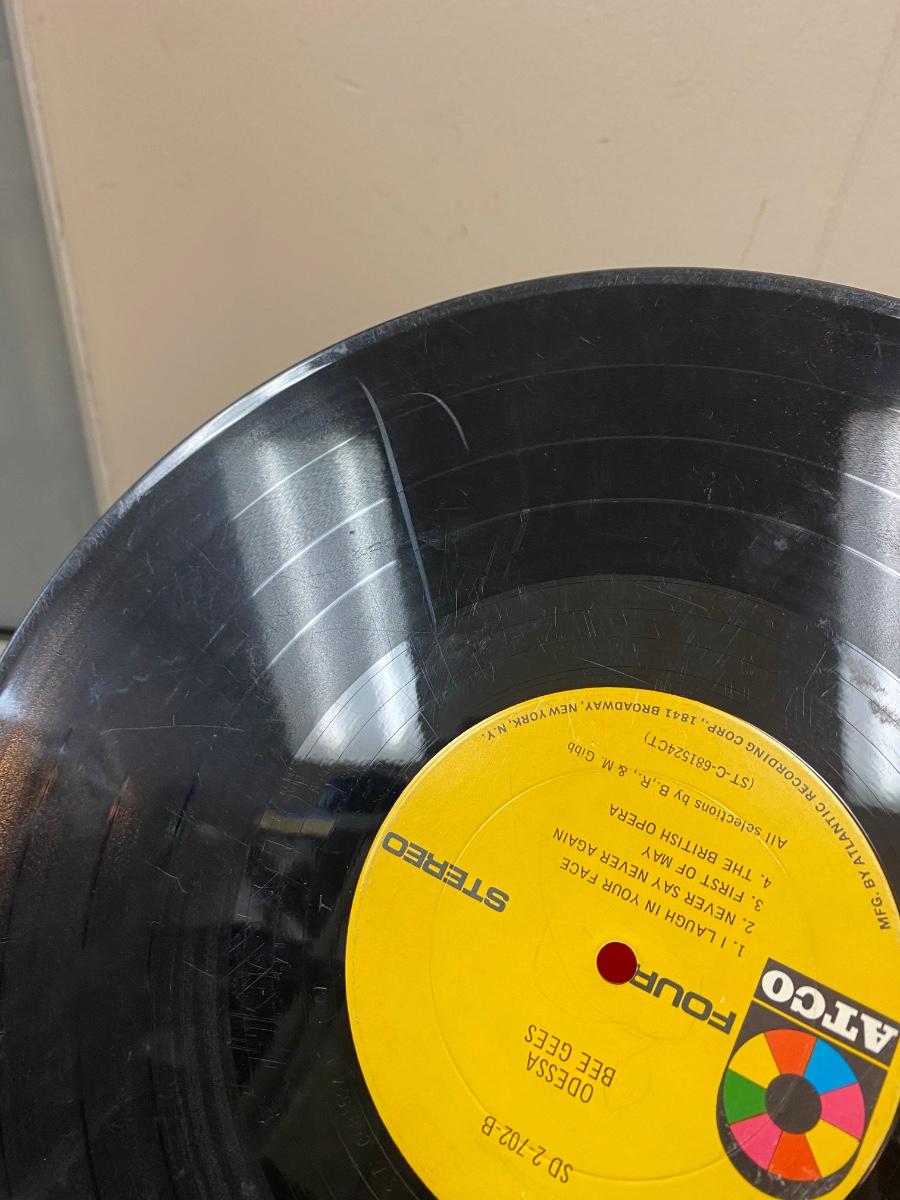 SD 2-702-B
ODESSA
BEE GEES
ATCO
FOUR
STEREO
1. I LAUGH IN YOUR FACE
2. NEVER SAY NEVER AGAIN
3. FIRST OF MAY
4. THE BRITISH OPERA
All selections by B., R., & M. Gibb
(ST-C-681524CT)
MFG. BY ATLANTIC RECORDING CORP., 1841 BROADWAY, NEW YORK, N.Y.